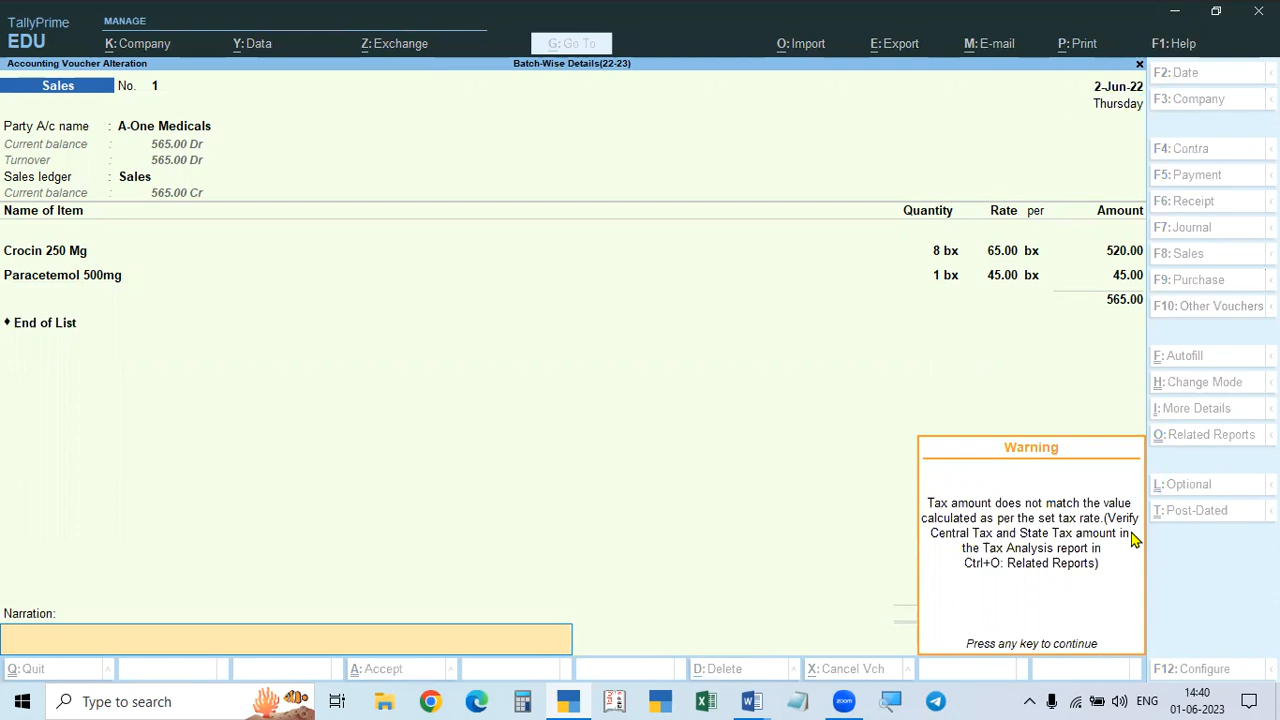 TallyPrime
EDU
MANAGE
K: Company
Y: Data
Z: Exchange
G: Go To
O: Import
E: Export
M: E-mail
P: Print
F1: Help
Accounting Voucher Alteration
Batch-Wise Details(22-23)
Sales No. 1
2-Jun-22
Thursday
Party A/c name : A-One Medicals
Current balance : 565.00 Dr
Turnover : 565.00 Dr
Sales ledger : Sales
Current balance : 565.00 Cr
Name of Item Quantity Rate per Amount
Crocin 250 Mg 8 bx 65.00 bx 520.00
Paracetemol 500mg 1 bx 45.00 bx 45.00
565.00
♦ End of List
Warning
Tax amount does not match the value
calculated as per the set tax rate.(Verify
Central Tax and State Tax amount in
the Tax Analysis report in
Ctrl+O: Related Reports)
Press any key to continue
Narration:
F2: Date
F3: Company
F4: Contra
F5: Payment
F6: Receipt
F7: Journal
F8: Sales
F9: Purchase
F10: Other Vouchers
F: Autofill
H: Change Mode
I: More Details
O: Related Reports
L: Optional
T: Post-Dated
Q: Quit
A: Accept
D: Delete
X: Cancel Vch
F12: Configure
Type to search
zoom
ENG
14:40
01-06-2023